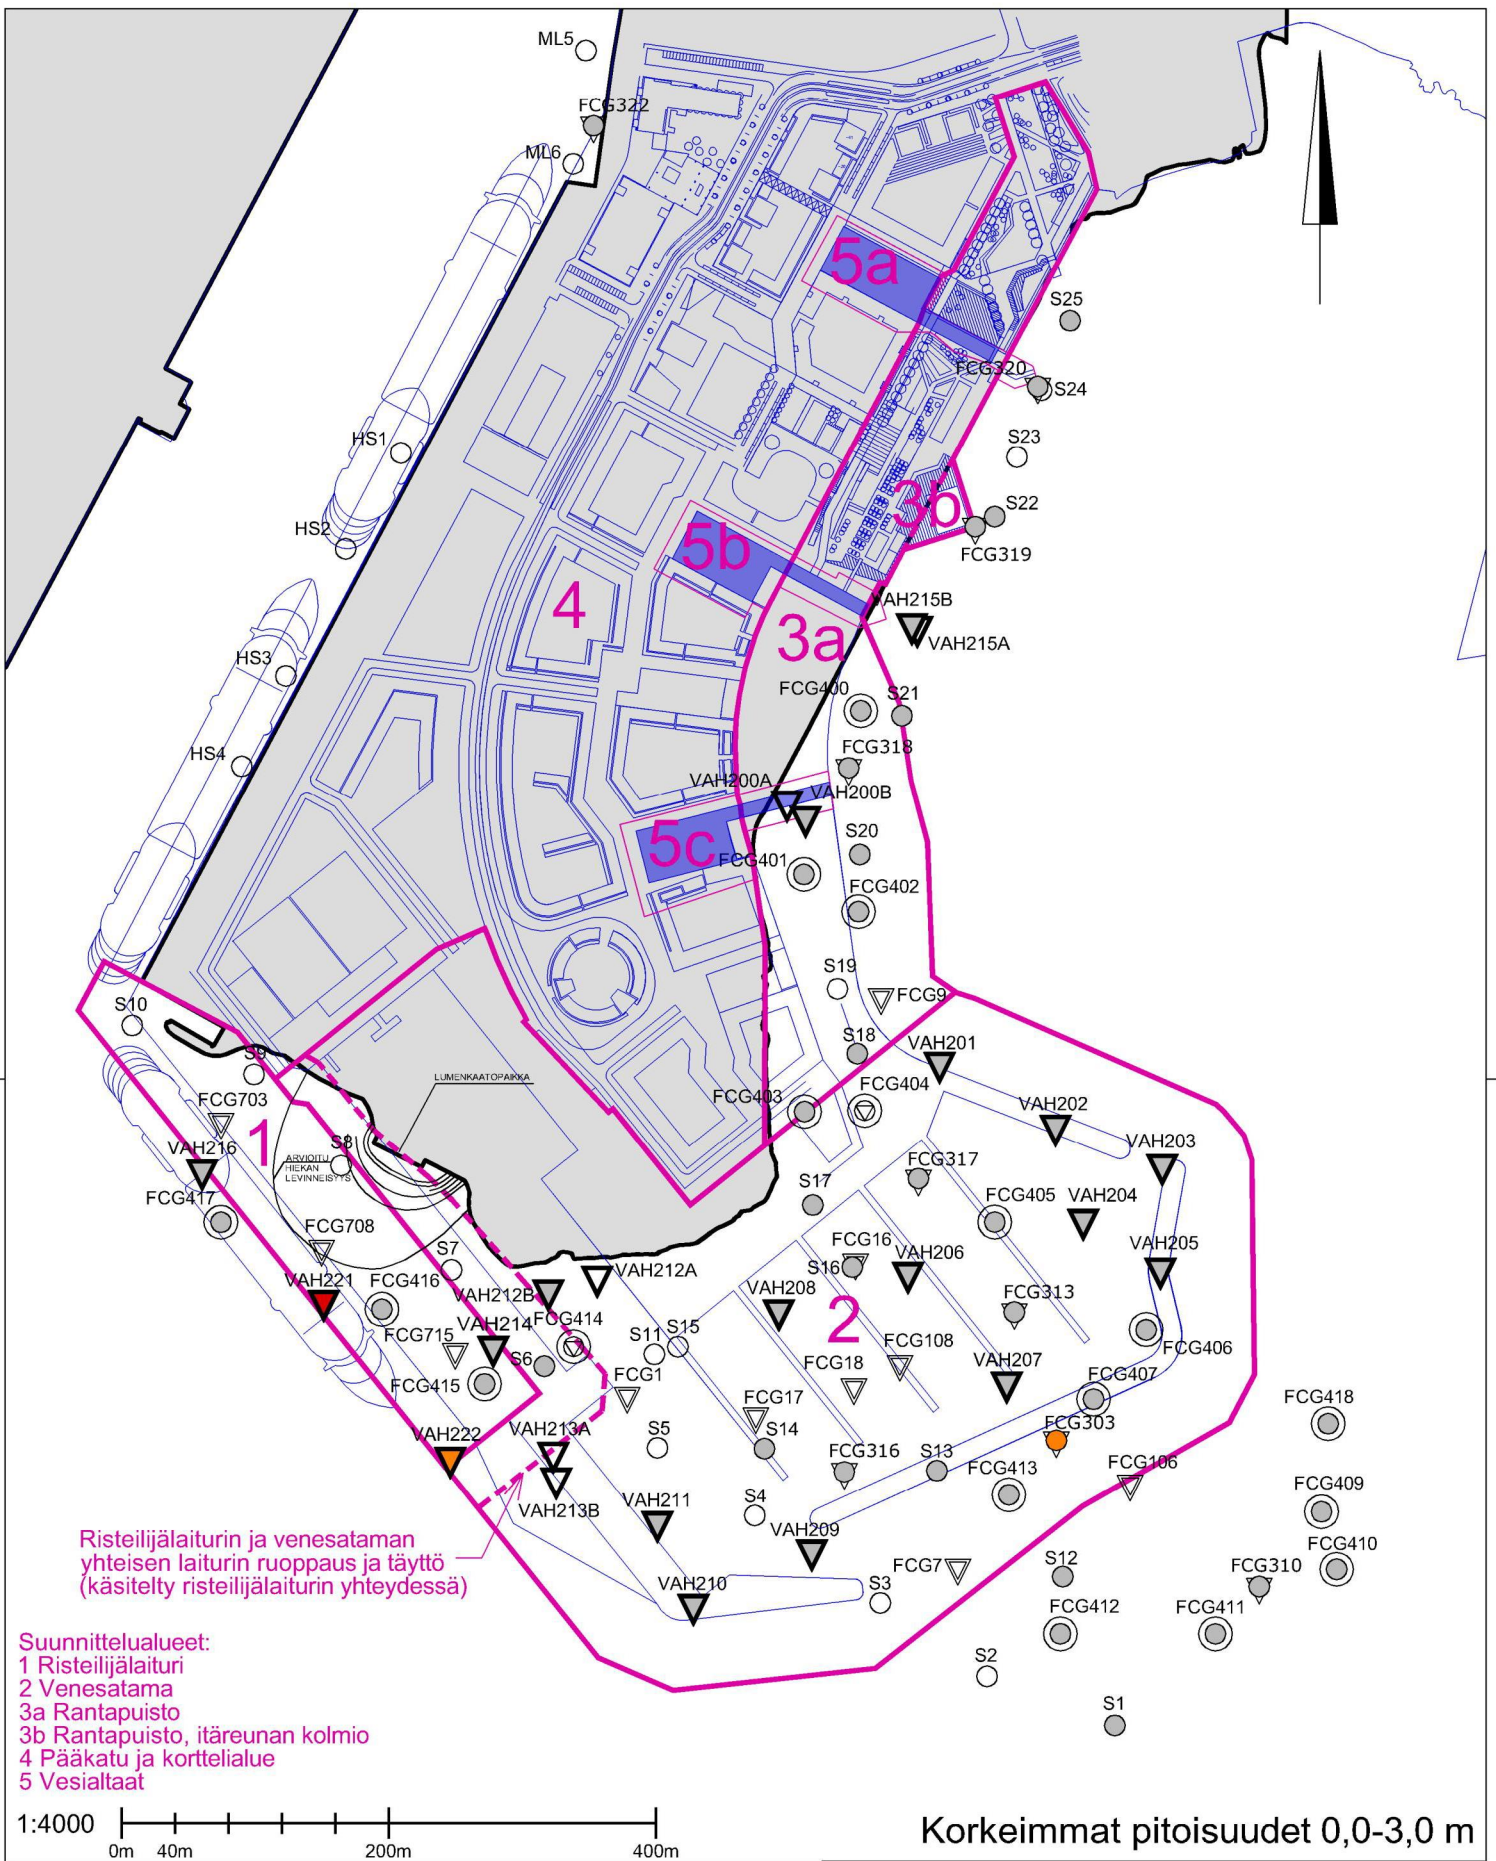 ML5
FCG322
ML6
5a
S25
FCG320
S24
HS1
S23
3b
S22
HS2
FCG319
5b
4
VAH215B
3a
VAH215A
HS3
FCG400
S21
HS4
FCG318
VAH200A
VAH200B
5c
S20
FCG401
FCG402
S19
FCG9
S10
S18
VAH201
S9
LUMENKAATOPAIKKA
FCG403
FCG404
FCG703
VAH202
1
VAH203
VAH216
S8
ARVIOITU
HIEKAN
LEVINNEISYYS
FCG317
FCG417
S17
FCG405
VAH204
FCG708
S7
FCG16
VAH206
VAH205
S16
VAH212A
VAH221
FCG416
VAH212B
VAH208
2
FCG313
FCG414
VAH214
FCG715
S6
S11
S15
FCG406
FCG108
FCG18
VAH207
FCG415
FCG1
FCG407
FCG17
FCG418
VAH222
VAH213A
S5
S14
FCG303
FCG316
S13
FCG413
FCG106
FCG409
VAH213B
VAH211
S4
VAH209
Risteilijälaiturin ja venesataman
yhteisen laiturin ruoppaus ja täyttö
(käsitelty risteilijälaiturin yhteydessä)
FCG7
S12
FCG410
FCG310
VAH210
S3
FCG412
FCG411
S2
S1
Suunnittelualueet:
1 Risteilijälaituri
2 Venesatama
3a Rantapuisto
3b Rantapuisto, itäreunan kolmio
4 Pääkatu ja korttelialue
5 Vesialtaat
1:4000
0m 40m 200m 400m
Korkeimmat pitoisuudet 0,0-3,0 m